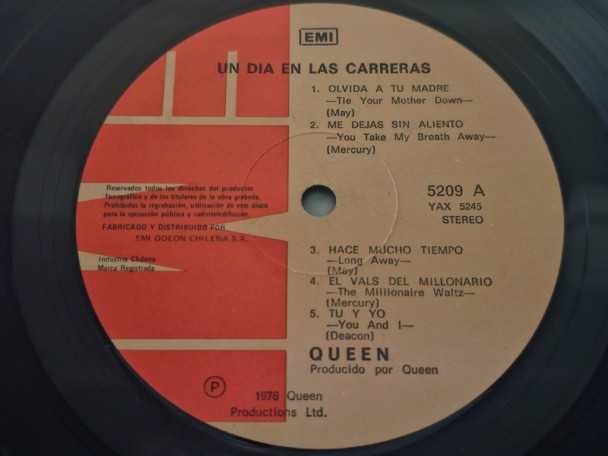 EMI
UN DIA EN LAS CARRERAS
1. OLVIDA A TU MADRE
—Tie Your Mother Down—
(May)
2. ME DEJAS SIN ALIENTO
—You Take My Breath Away—
(Mercury)
Reservados todos los derechos del productor
fonográfico y de los titulares de la obra grabada.
Prohibidas la regrabación, utilización de este disco
para la ejecución pública y radioteledifusión.
FABRICADO Y DISTRIBUIDO POR
EMI ODEON CHILENA S.A.
Industria Chilena
Marca Registrada
5209 A
YAX 5245
STEREO
3. HACE MUCHO TIEMPO
—Long Away—
(May)
4. EL VALS DEL MILLONARIO
—The Millionaire Waltz—
(Mercury)
5. TU Y YO
—You And I—
(Deacon)
QUEEN
Producido por Queen
Ⓟ 1976 Queen
Productions Ltd.